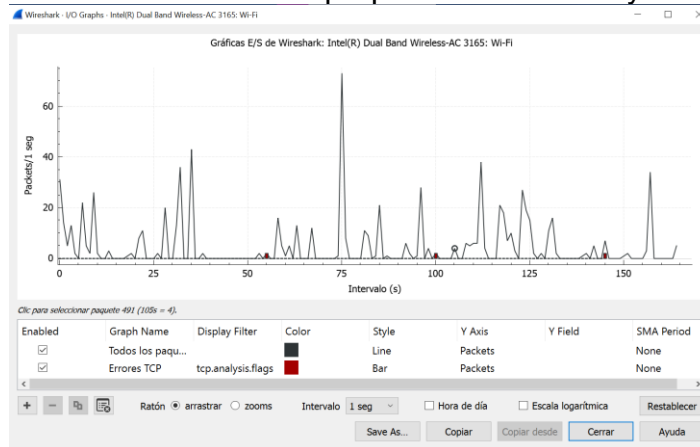 Wireshark · I/O Graphs · Intel(R) Dual Band Wireless-AC 3165: Wi-Fi
Gráficas E/S de Wireshark: Intel(R) Dual Band Wireless-AC 3165: Wi-Fi
Packets/1 seg
60
40
20
0
0 25 50 75 100 125 150
Intervalo (s)
Clic para seleccionar paquete 491 (105s = 4).
Enabled Graph Name Display Filter Color Style Y Axis Y Field SMA Period
Todos los paqu... Line Packets None
Errores TCP tcp.analysis.flags Bar Packets None
Ratón arrastrar zooms Intervalo 1 seg Hora de día Escala logarítmica Restablecer
Save As... Copiar Copiar desde Cerrar Ayuda